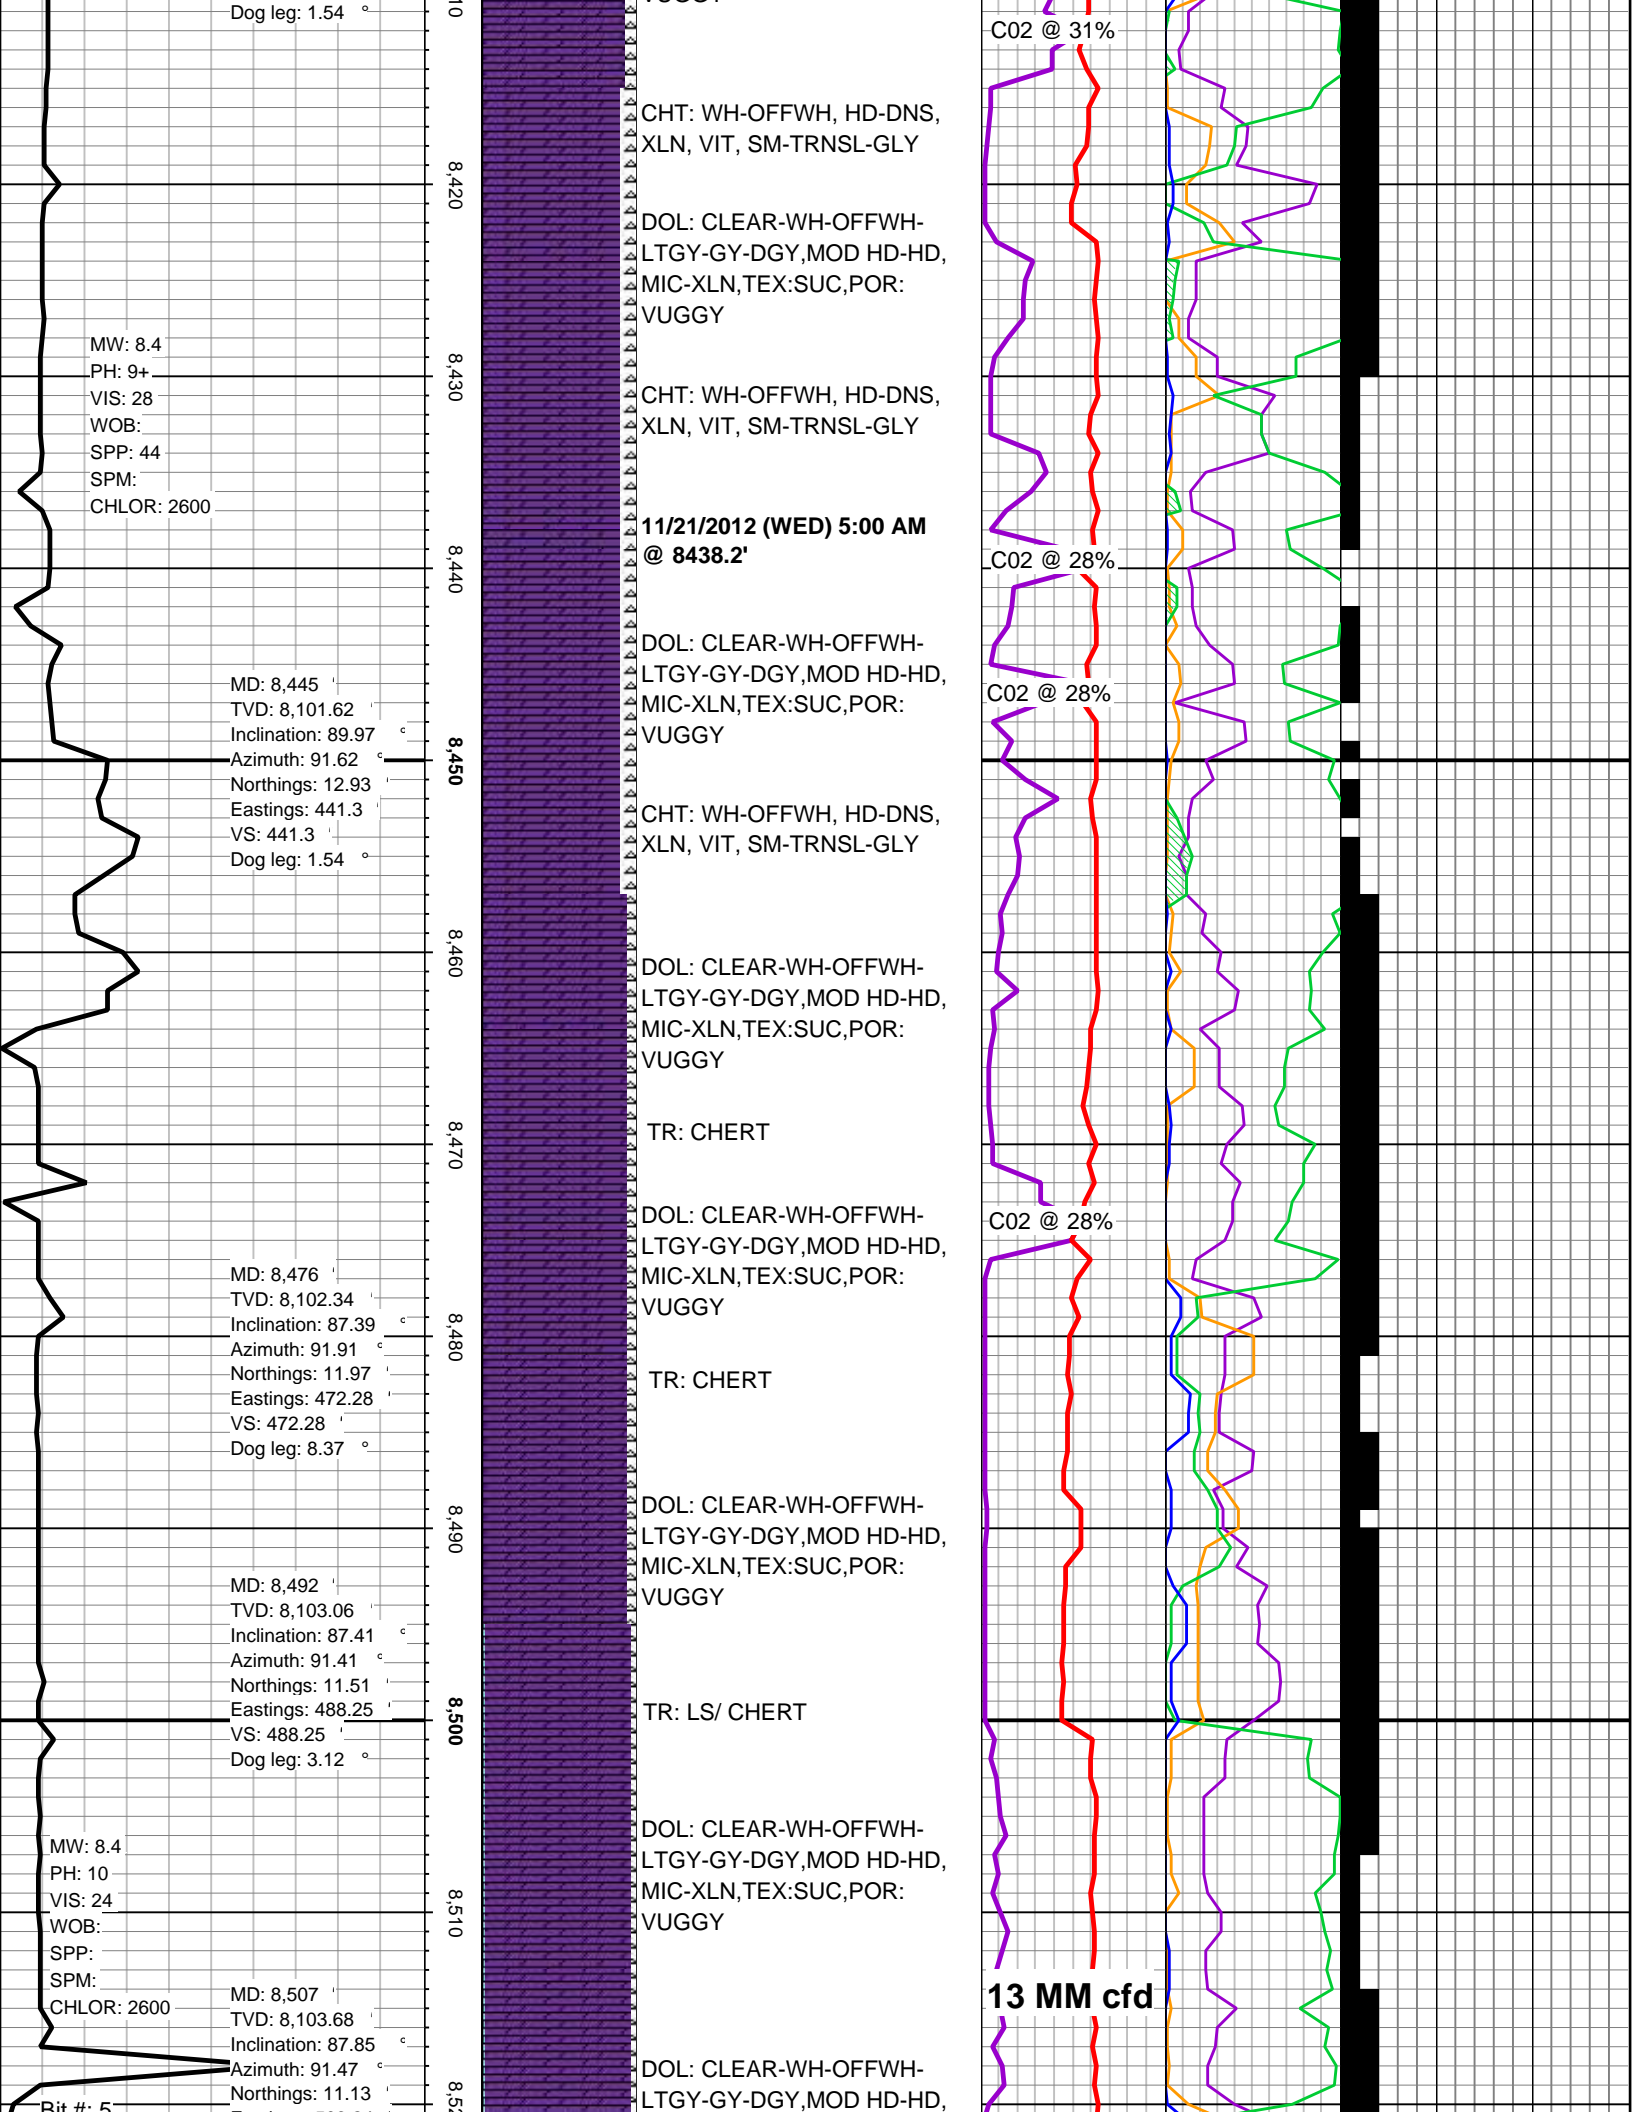 Dog leg: 1.54 °
MW: 8.4
PH: 9+
VIS: 28
WOB:
SPP: 44
SPM:
CHLOR: 2600
MD: 8,445 '
TVD: 8,101.62 '
Inclination: 89.97 °
Azimuth: 91.62 °
Northings: 12.93 '
Eastings: 441.3 '
VS: 441.3 '
Dog leg: 1.54 °
MD: 8,476 '
TVD: 8,102.34 '
Inclination: 87.39 °
Azimuth: 91.91 °
Northings: 11.97 '
Eastings: 472.28 '
VS: 472.28 '
Dog leg: 8.37 °
MD: 8,492 '
TVD: 8,103.06 '
Inclination: 87.41 °
Azimuth: 91.41 °
Northings: 11.51 '
Eastings: 488.25 '
VS: 488.25 '
Dog leg: 3.12 °
MW: 8.4
PH: 10
VIS: 24
WOB:
SPP:
SPM:
CHLOR: 2600
MD: 8,507 '
TVD: 8,103.68 '
Inclination: 87.85 °
Azimuth: 91.47 °
Northings: 11.13 '
Bit #: 5
10
8,420
8,430
8,440
8,450
8,460
8,470
8,480
8,490
8,500
8,510
VUGGY
CHT: WH-OFFWH, HD-DNS,
XLN, VIT, SM-TRNSL-GLY
DOL: CLEAR-WH-OFFWH-
LTGY-GY-DGY,MOD HD-HD,
MIC-XLN,TEX:SUC,POR:
VUGGY
CHT: WH-OFFWH, HD-DNS,
XLN, VIT, SM-TRNSL-GLY
11/21/2012 (WED) 5:00 AM
@ 8438.2'
DOL: CLEAR-WH-OFFWH-
LTGY-GY-DGY,MOD HD-HD,
MIC-XLN,TEX:SUC,POR:
VUGGY
CHT: WH-OFFWH, HD-DNS,
XLN, VIT, SM-TRNSL-GLY
DOL: CLEAR-WH-OFFWH-
LTGY-GY-DGY,MOD HD-HD,
MIC-XLN,TEX:SUC,POR:
VUGGY
TR: CHERT
DOL: CLEAR-WH-OFFWH-
LTGY-GY-DGY,MOD HD-HD,
MIC-XLN,TEX:SUC,POR:
VUGGY
TR: CHERT
DOL: CLEAR-WH-OFFWH-
LTGY-GY-DGY,MOD HD-HD,
MIC-XLN,TEX:SUC,POR:
VUGGY
TR: LS/ CHERT
DOL: CLEAR-WH-OFFWH-
LTGY-GY-DGY,MOD HD-HD,
MIC-XLN,TEX:SUC,POR:
VUGGY
DOL: CLEAR-WH-OFFWH-
LTGY-GY-DGY,MOD HD-HD,
C02 @ 31%
C02 @ 28%
C02 @ 28%
C02 @ 28%
13 MM cfd